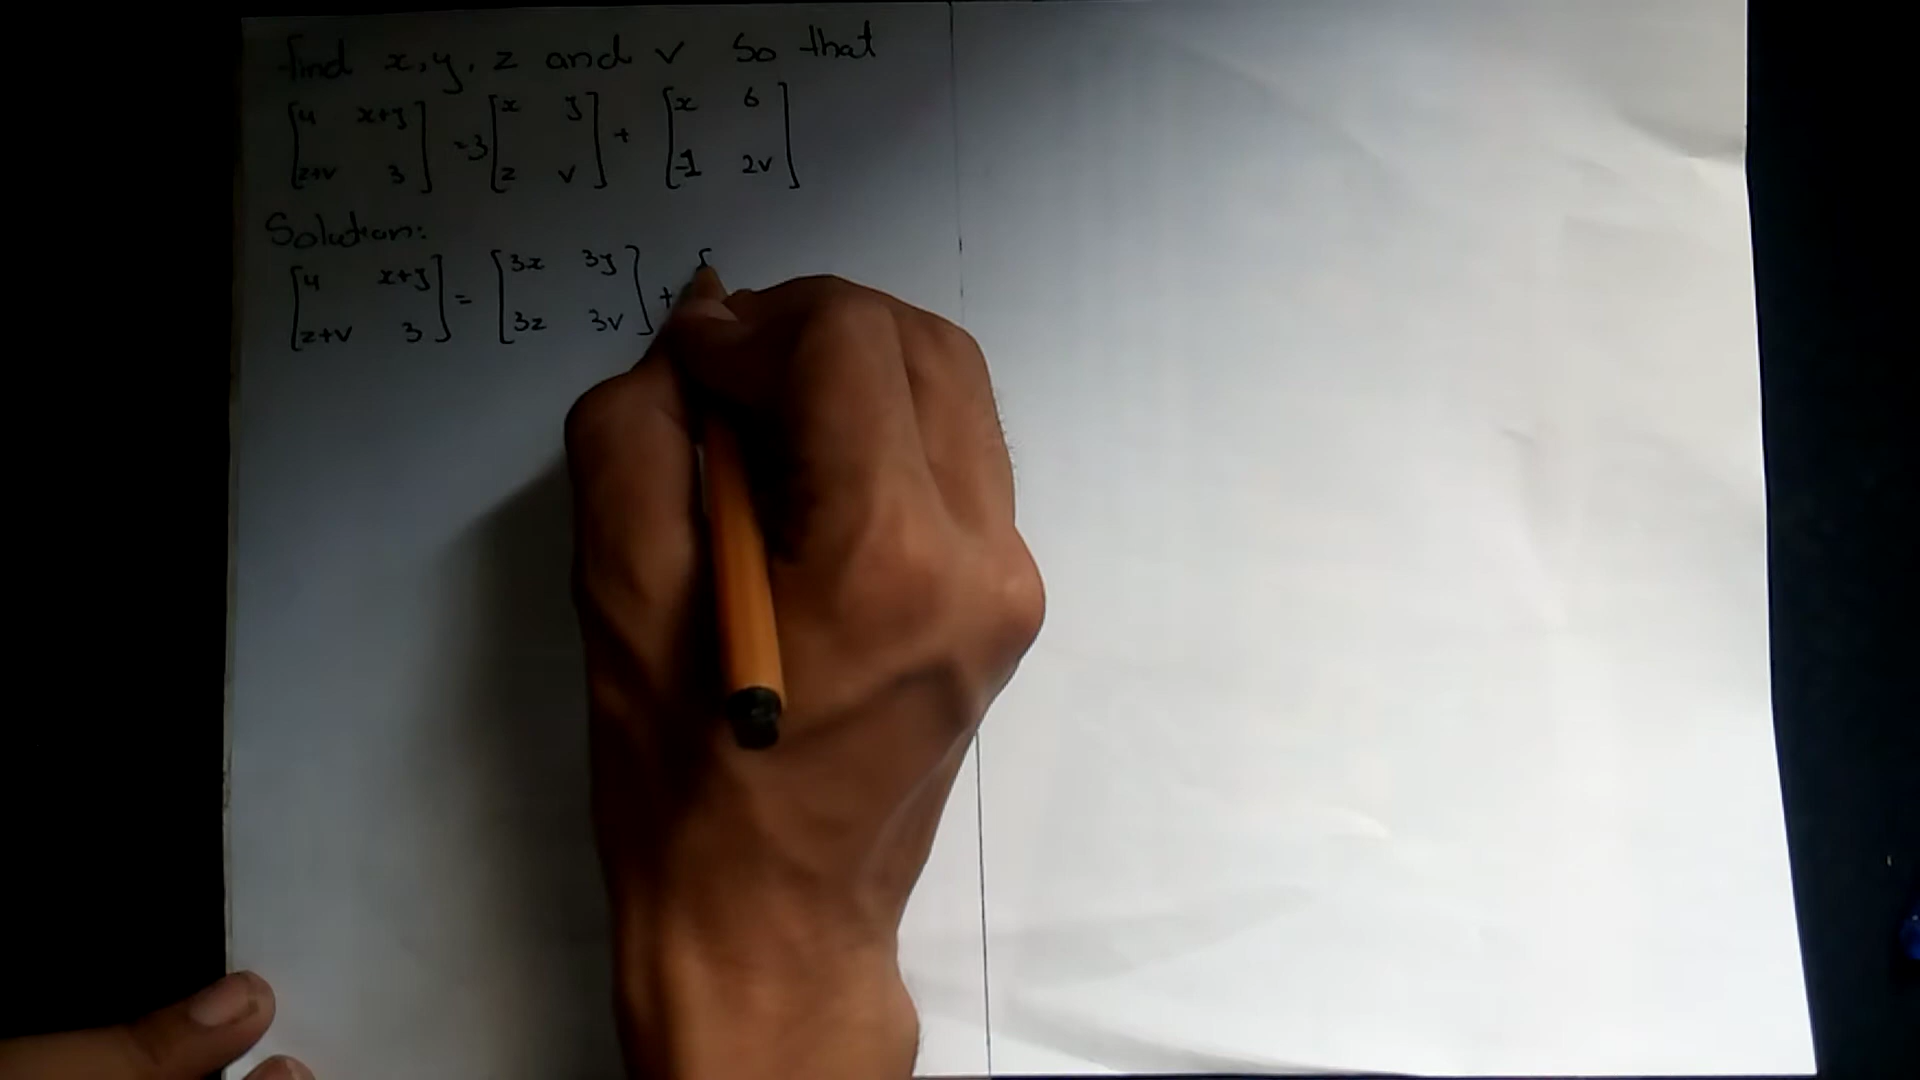 find x, y, z and v so that
[4 x+y z+v 3] =3[x y z v] + [x 6 -1 2v]
Solution:
[4 x+y z+v 3] = [3x 3y 3z 3v] + [